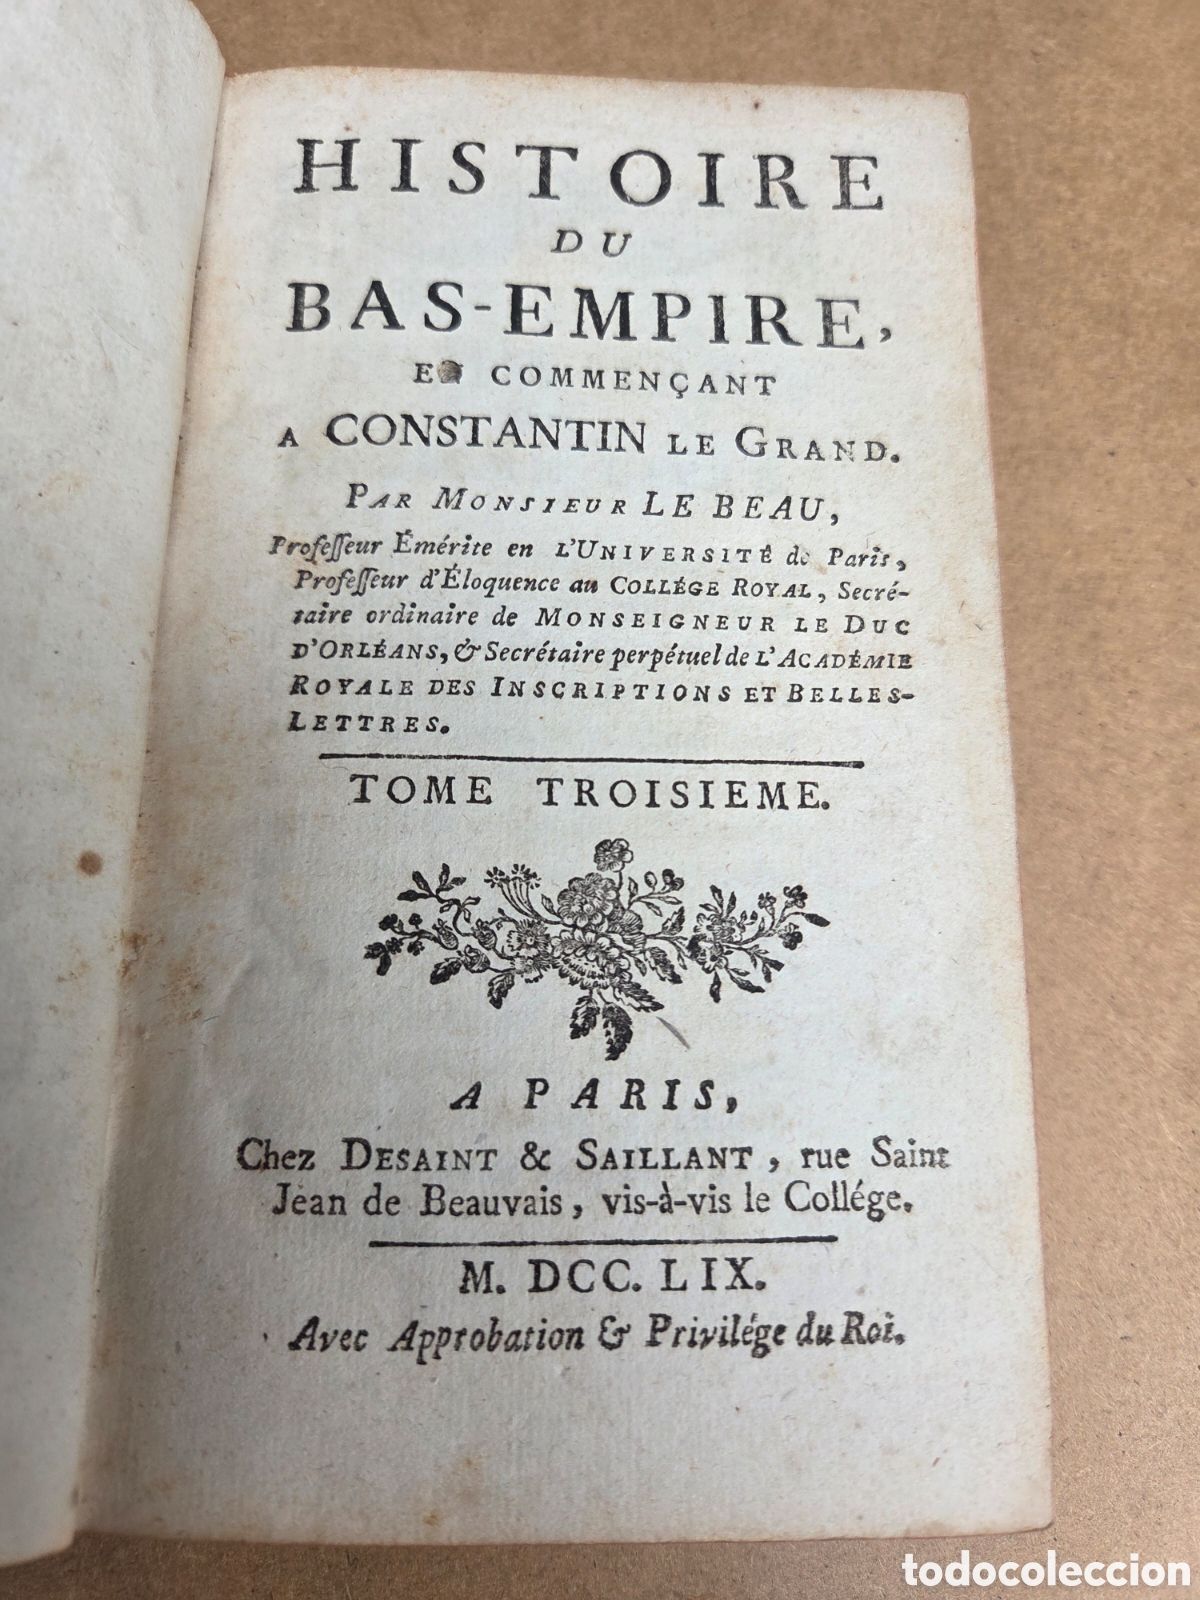 HISTOIRE
DU
BAS-EMPIRE,
EN COMMENÇANT
A CONSTANTIN LE GRAND.
PAR MONSIEUR LE BEAU,
Professeur Émérite en L'UNIVERSITÉ de Paris,
Professeur d'Éloquence au COLLÉGE ROYAL, Secré-
taire ordinaire de MONSEIGNEUR LE DUC
D'ORLÉANS, & Secrétaire perpétuel de L'ACADÉMIE
ROYALE DES INSCRIPTIONS ET BELLES-
LETTRES.
TOME TROISIEME.
A PARIS,
Chez DESAINT & SAILLANT, rue Saint
Jean de Beauvais, vis-à-vis le Collége.
M. DCC. LIX.
Avec Approbation & Privilége du Roi.
todocoleccion